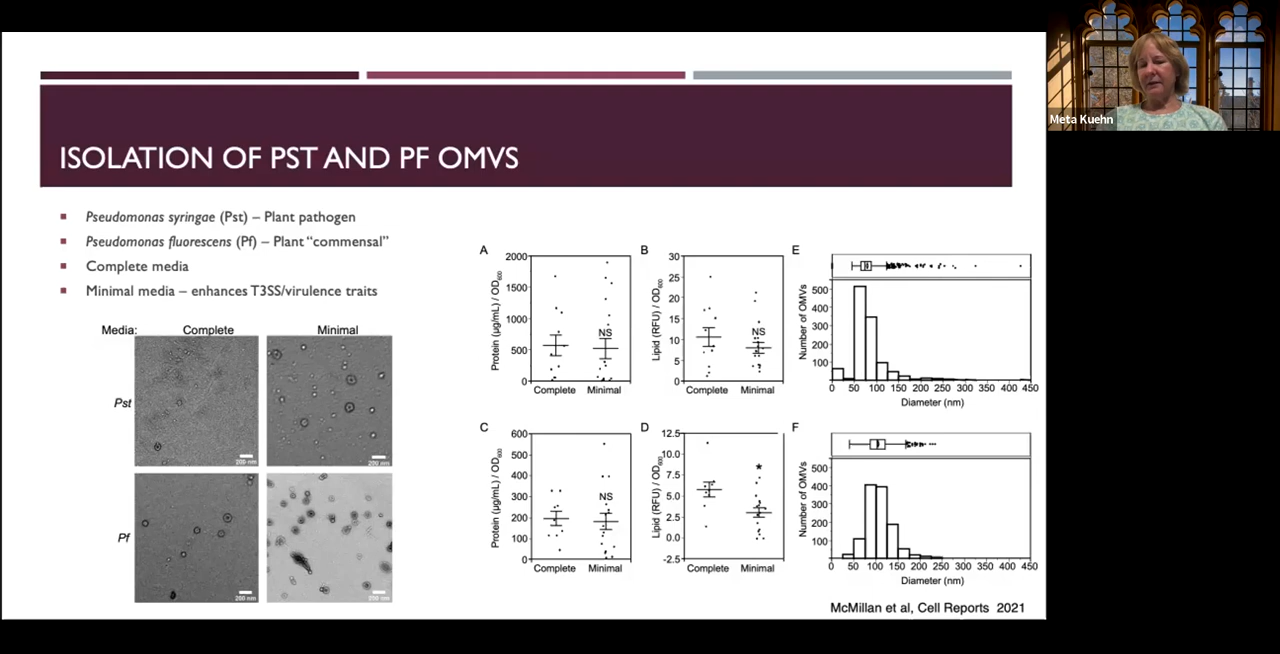 ISOLATION OF PST AND PF OMVS
Pseudomonas syringae (Pst) – Plant pathogen
Pseudomonas fluorescens (Pf) – Plant “commensal”
Complete media
Minimal media – enhances T3SS/virulence traits
Media: Complete Minimal
Pst
200 nm 200 nm
Pf
200 nm 200 nm
A
Protein (µg/mL) / OD600
2000
1500
1000
500
0
NS
Complete Minimal
B
Lipid (RFU) / OD600
30
25
20
15
10
5
0
NS
Complete Minimal
E
Number of OMVs
500
400
300
200
100
0 50 100 150 200 250 300 350 400 450
Diameter (nm)
C
Protein (µg/mL) / OD600
600
500
400
300
200
100
0
NS
Complete Minimal
D
Lipid (RFU) / OD600
12.5
10.0
7.5
5.0
2.5
0.0
-2.5
*
Complete Minimal
F
Number of OMVs
500
400
300
200
100
0 50 100 150 200 250 300 350 400 450
Diameter (nm)
McMillan et al, Cell Reports 2021
Meta Kuehn